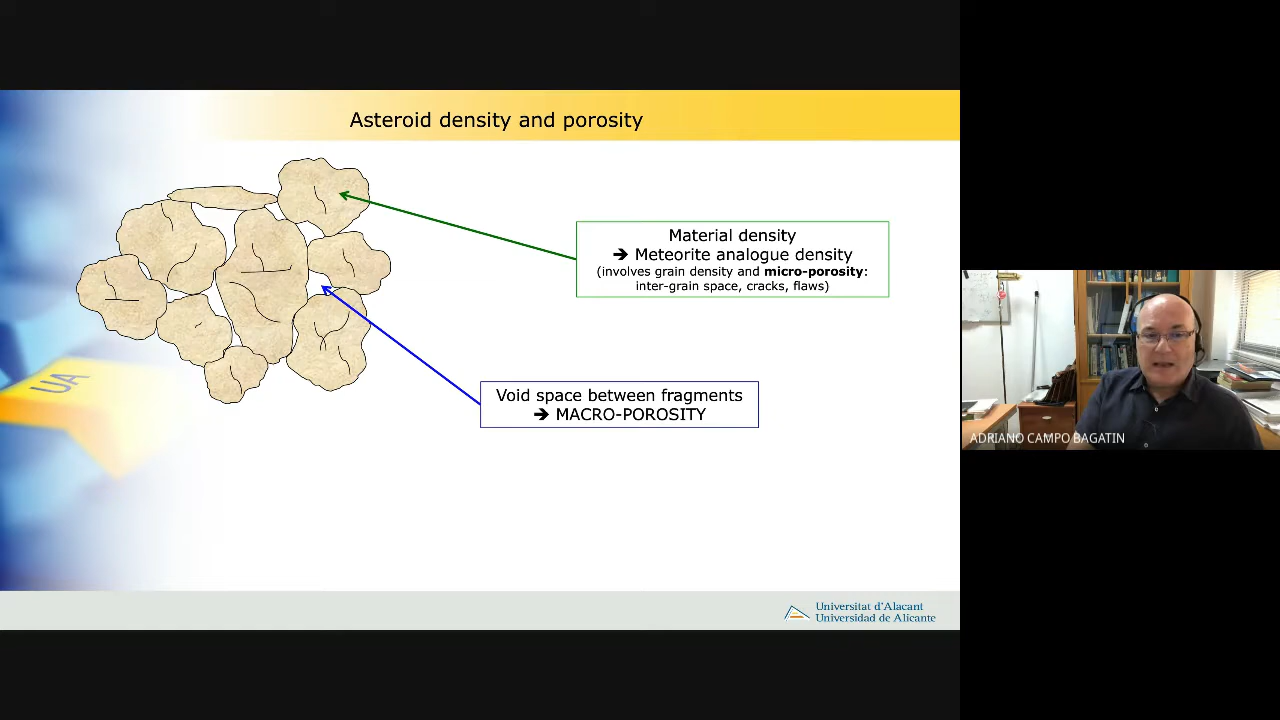 Asteroid density and porosity
Material density
➔ Meteorite analogue density
(involves grain density and micro-porosity:
inter-grain space, cracks, flaws)
Void space between fragments
➔ MACRO-POROSITY
UA
Universitat d'Alacant
Universidad de Alicante
ADRIANO CAMPO BAGATIN